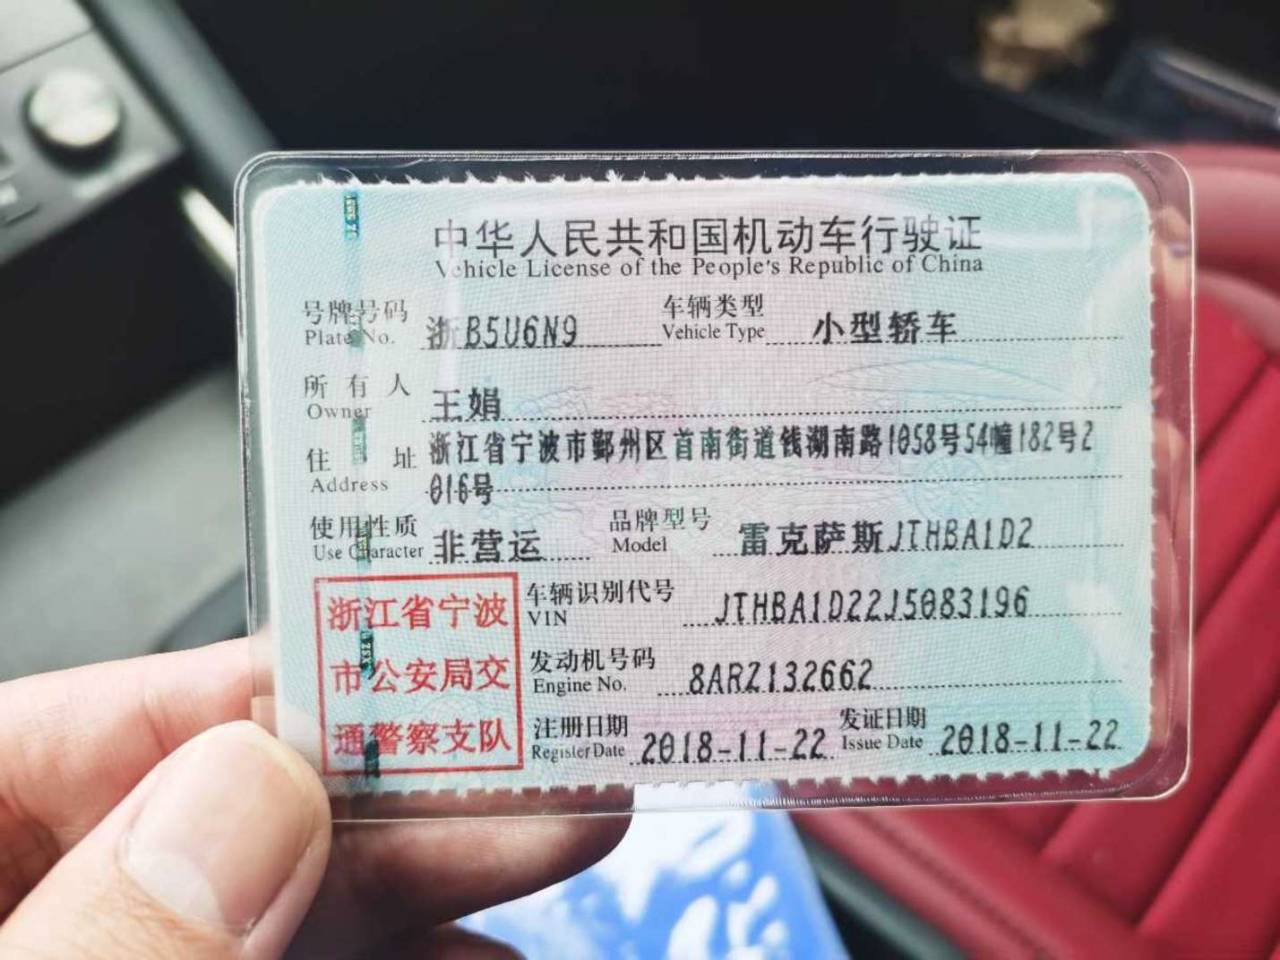 中华人民共和国机动车行驶证
Vehicle License of the People's Republic of China
号牌号码 浙B5U6N9 车辆类型 小型轿车
Plate No. Vehicle Type
所有人 王娟
Owner
住址 浙江省宁波市鄞州区首南街道钱湖南路1058号54幢182号2
Address 016号
使用性质 非营运 品牌型号 雷克萨斯JTHBA1D2
Use Character Model
浙江省宁波
市公安局交
通警察支队
车辆识别代号 JTHBA1D22J5083196
VIN
发动机号码 8ARZ132662
Engine No.
注册日期 2018-11-22 发证日期 2018-11-22
Register Date Issue Date